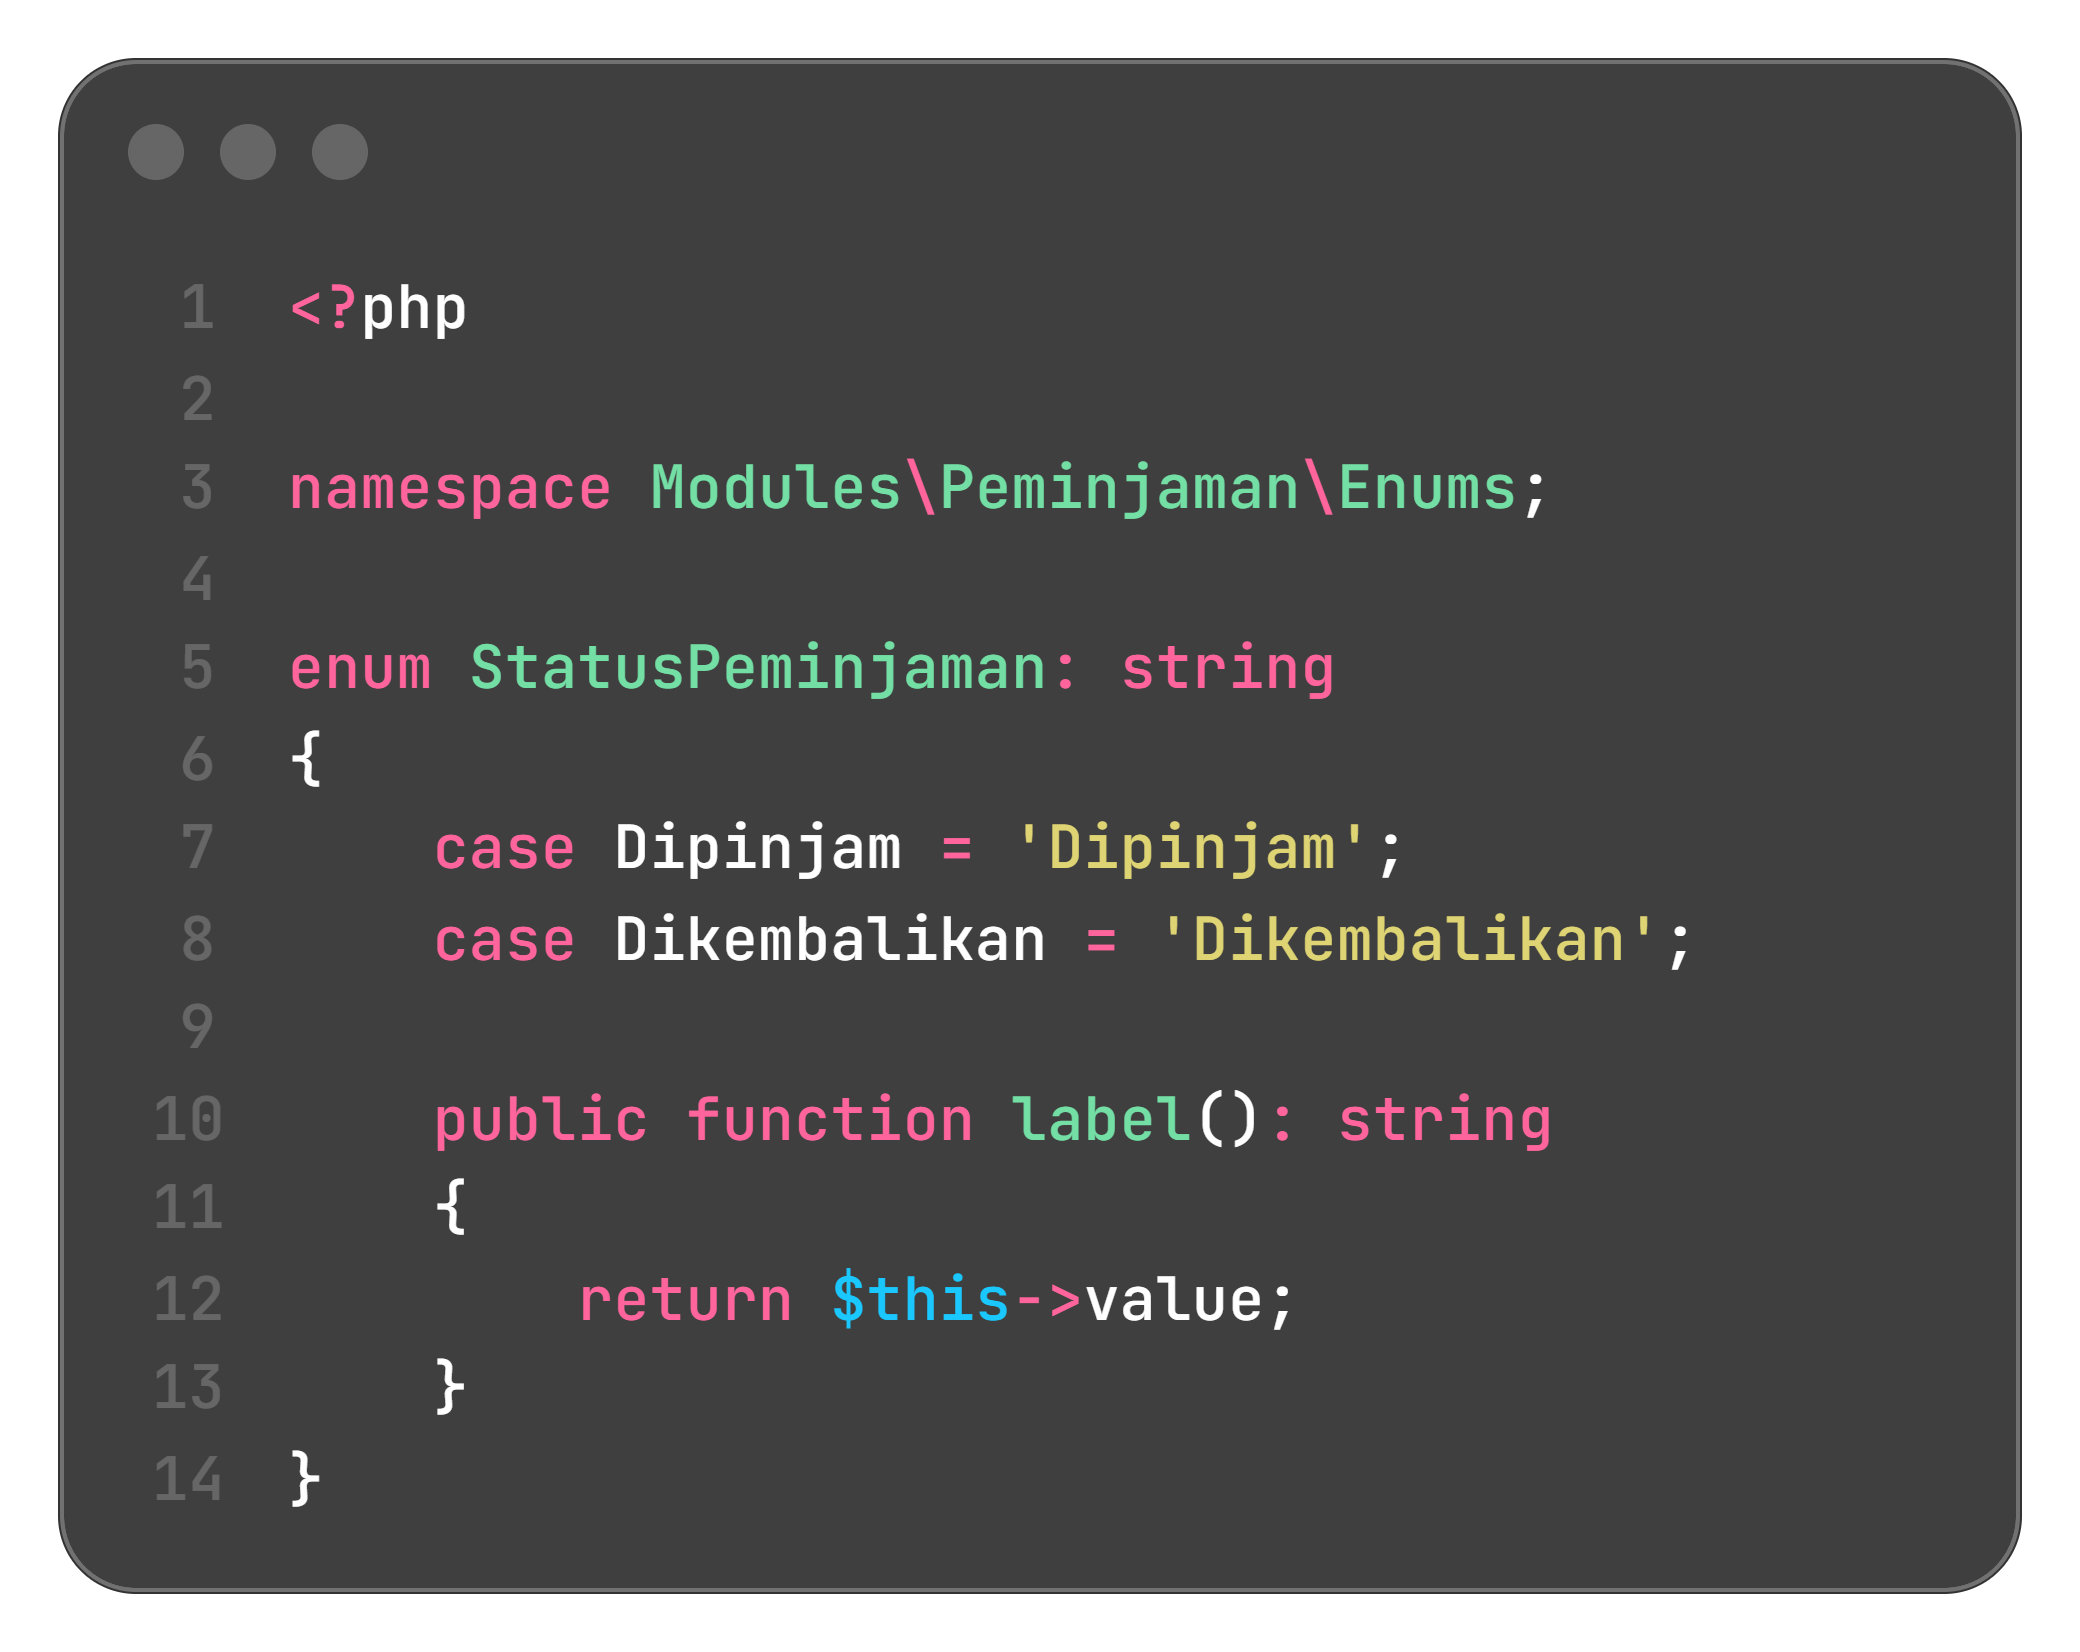 1 <?php
2
3 namespace Modules\Peminjaman\Enums;
4
5 enum StatusPeminjaman: string
6 {
7     case Dipinjam = 'Dipinjam';
8     case Dikembalikan = 'Dikembalikan';
9
10     public function label(): string
11     {
12         return $this->value;
13     }
14 }